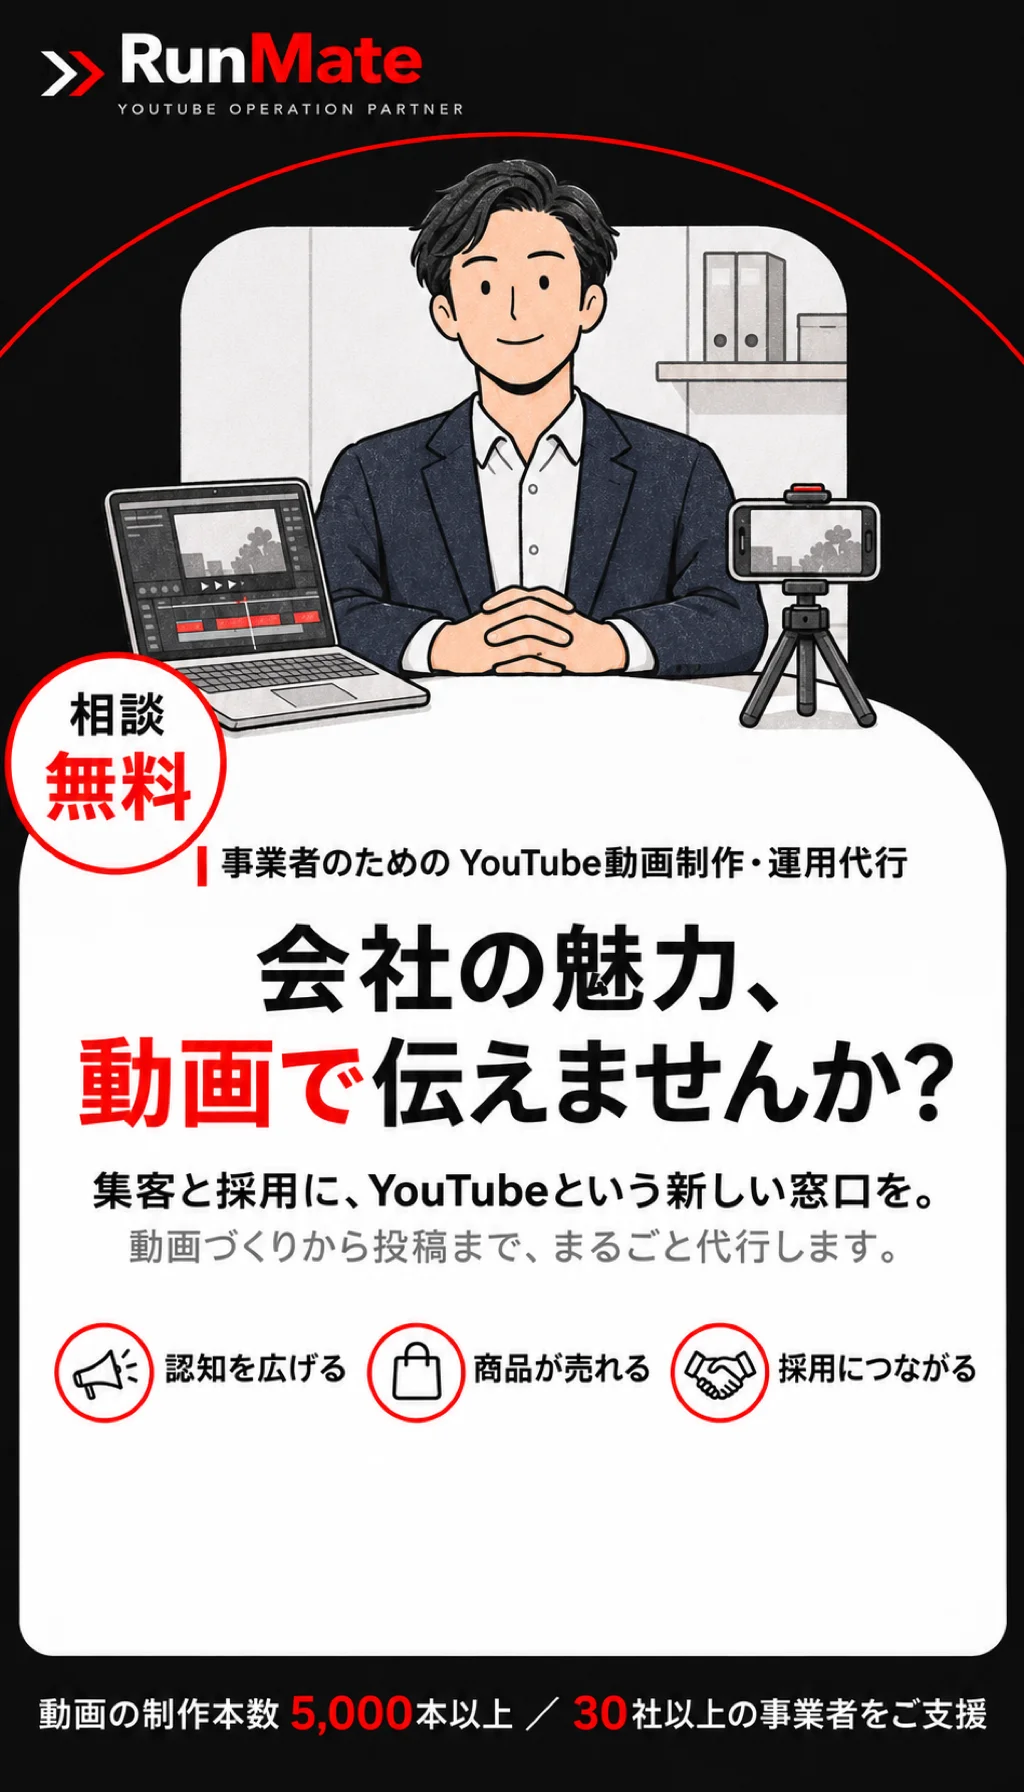 RunMate
YOUTUBE OPERATION PARTNER
相談
無料
事業者のための YouTube動画制作・運用代行
会社の魅力、
動画で伝えませんか?
集客と採用に、YouTubeという新しい窓口を。
動画づくりから投稿まで、まるごと代行します。
認知を広げる
商品が売れる
採用につながる
動画の制作本数 5,000本以上 / 30社以上の事業者をご支援